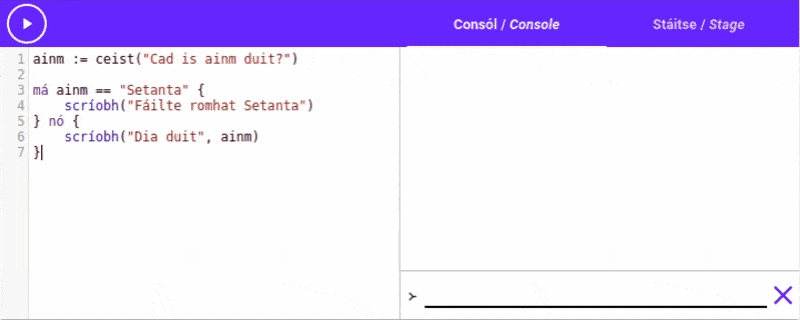 Consól / Console
Stáitse / Stage
1 ainm := ceist("Cad is ainm duit?")
2
3 má ainm == "Setanta" {
4     scríobh("Fáilte romhat Setanta")
5 } nó {
6     scríobh("Dia duit", ainm)
7 }
>